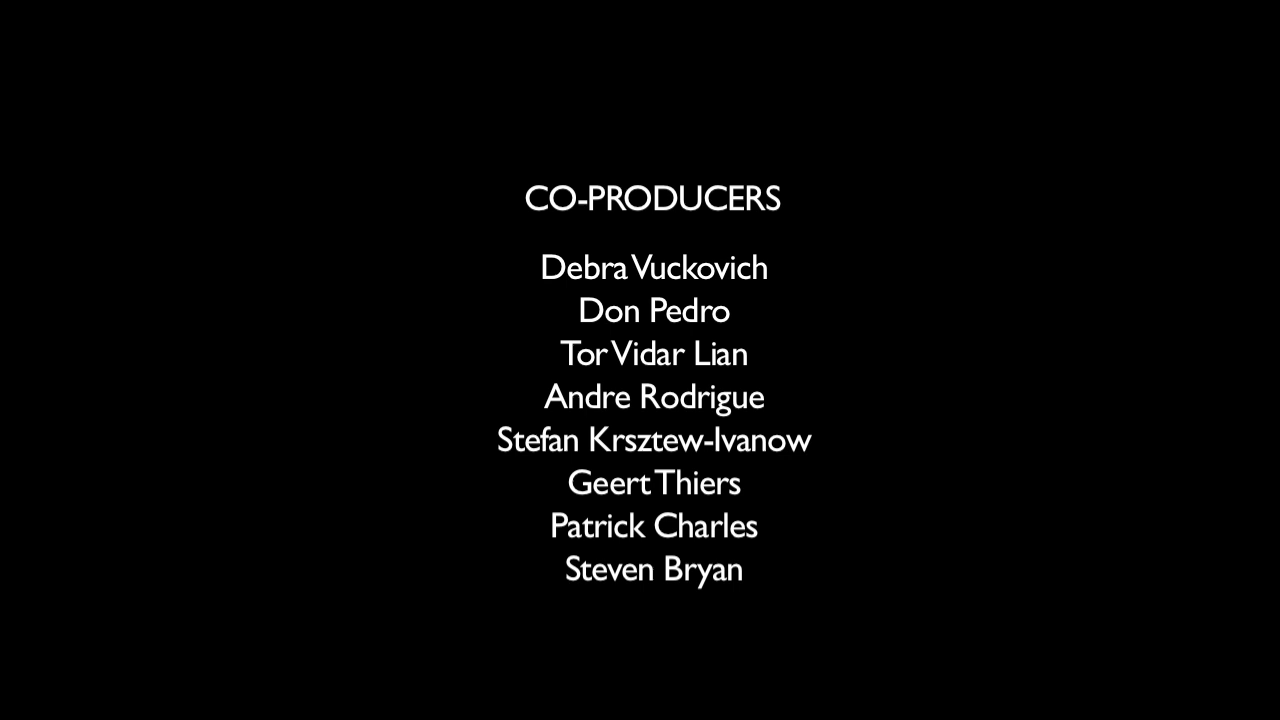 CO-PRODUCERS
Debra Vuckovich
Don Pedro
Tor Vidar Lian
Andre Rodrigue
Stefan Krsztew-Ivanow
Geert Thiers
Patrick Charles
Steven Bryan